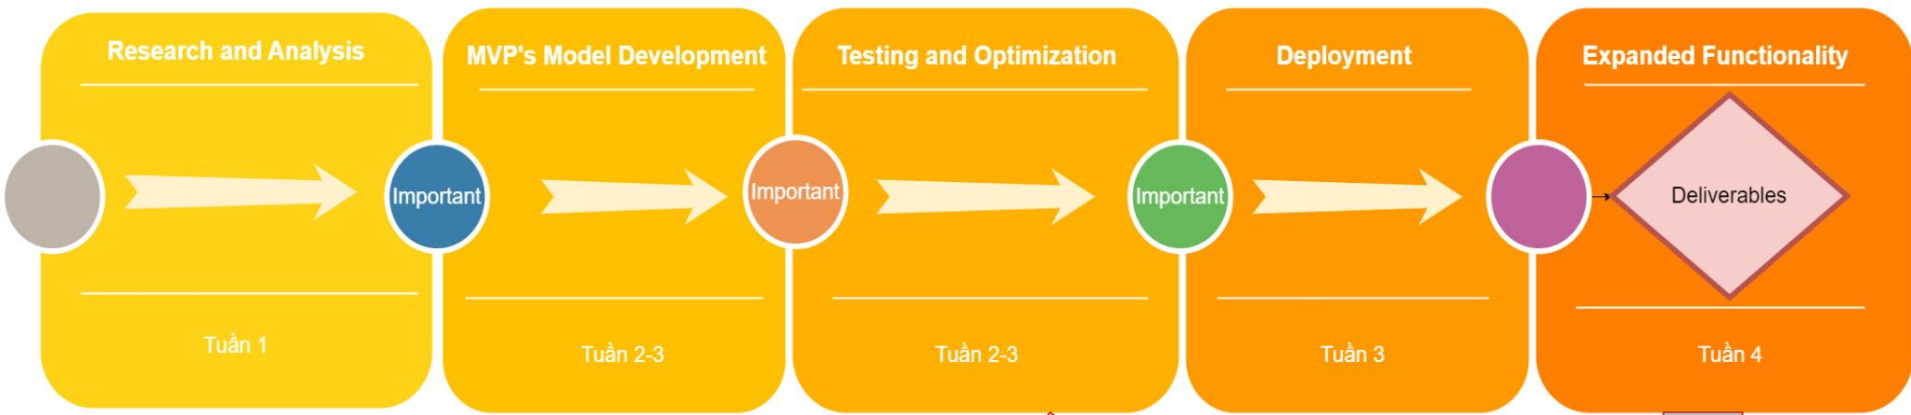 Research and Analysis
MVP's Model Development
Testing and Optimization
Deployment
Expanded Functionality
Important
Important
Important
Deliverables
Tuần 1
Tuần 2-3
Tuần 2-3
Tuần 3
Tuần 4